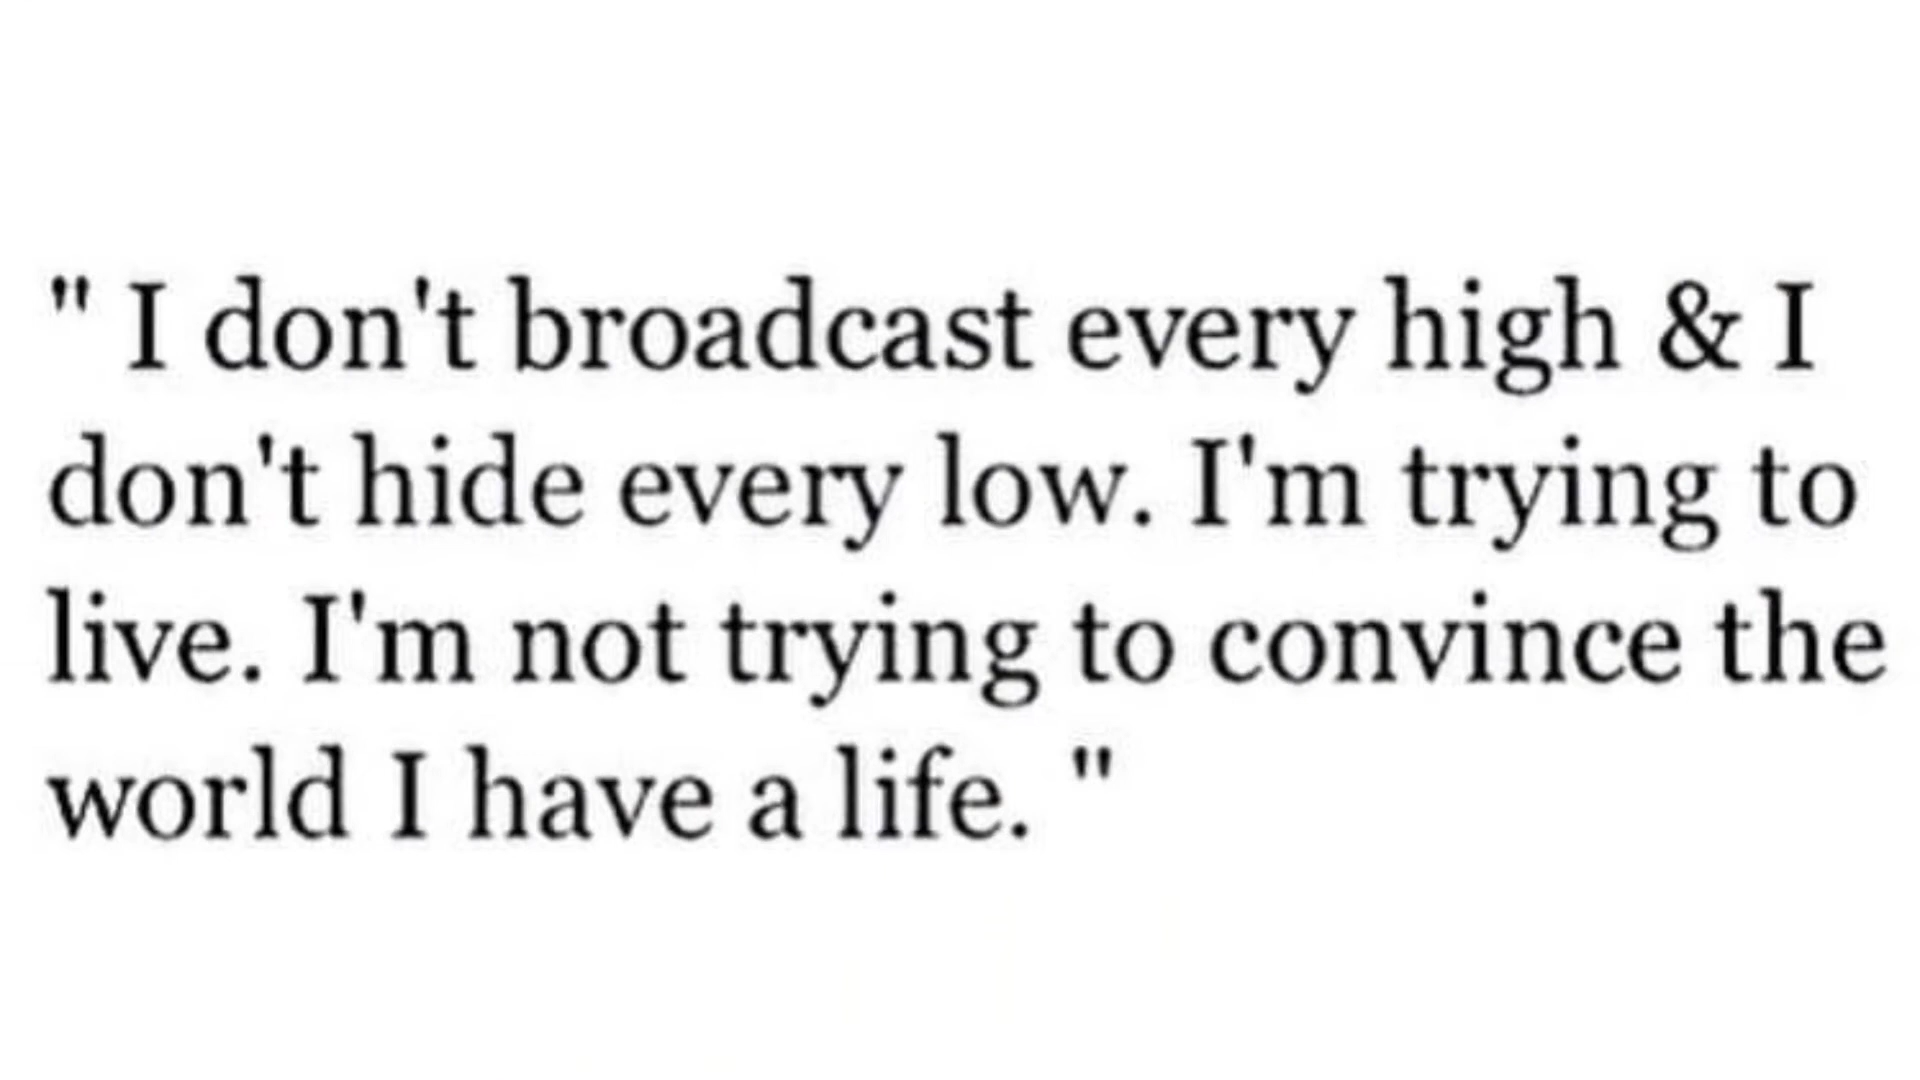 " I don't broadcast every high & I
don't hide every low. I'm trying to
live. I'm not trying to convince the
world I have a life. "